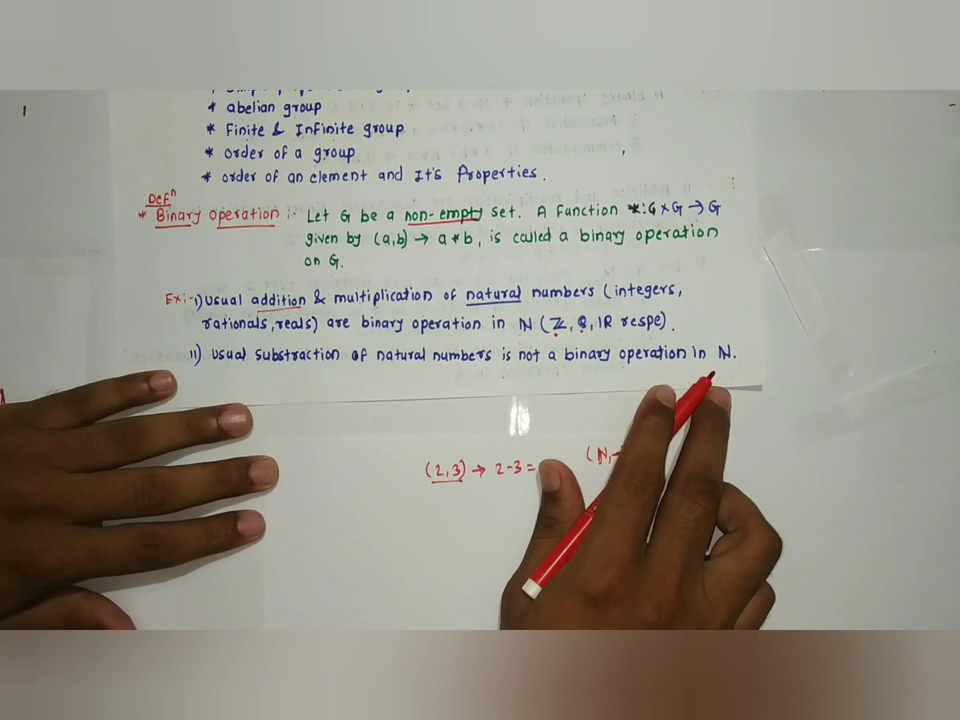 * abelian group
* Finite & Infinite group
* order of a group
* order of an element and It's Properties.
Defⁿ
* Binary operation :- Let G be a non-empty set. A function *:G×G→G
given by (a,b) → a*b, is called a binary operation
on G.
Ex:- i) Usual addition & multiplication of natural numbers (integers,
rationals, reals) are binary operation in N (Z, Q, IR respe).
ii) Usual substraction of natural numbers is not a binary operation in N.
(2,3) → 2-3 =
(N,-